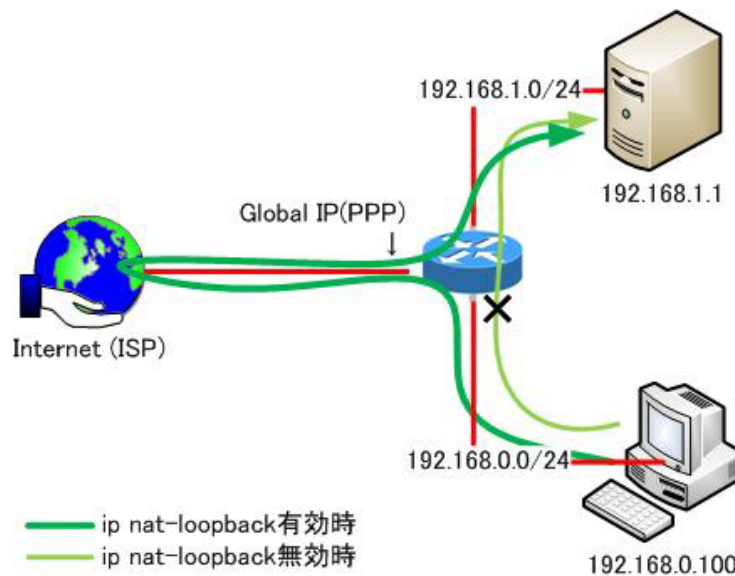 192.168.1.0/24
192.168.1.1
Global IP(PPP)
↓
Internet (ISP)
×
192.168.0.0/24
ip nat-loopback有効時
ip nat-loopback無効時
192.168.0.100